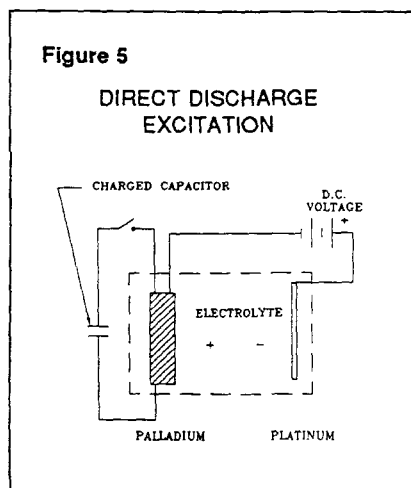 Figure 5
DIRECT DISCHARGE
EXCITATION
CHARGED CAPACITOR
D.C.
VOLTAGE
+
ELECTROLYTE
+ −
PALLADIUM PLATINUM